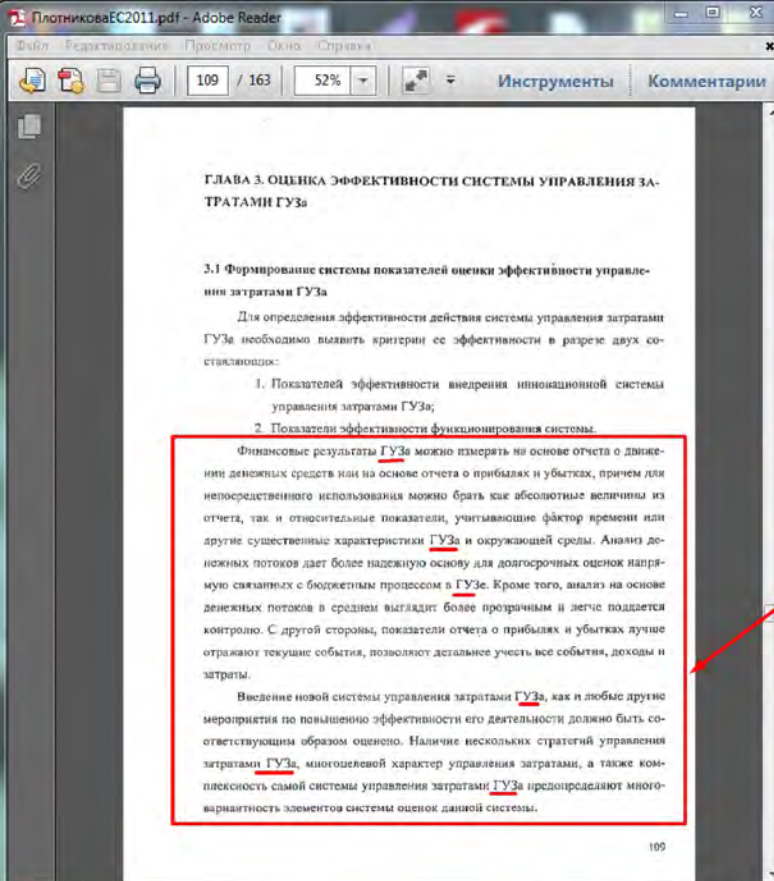 ПлотниковаЕС2011.pdf - Adobe Reader
Файл Редактирование Просмотр Окно Справка
109 / 163 52% Инструменты Комментарии
ГЛАВА 3. ОЦЕНКА ЭФФЕКТИВНОСТИ СИСТЕМЫ УПРАВЛЕНИЯ ЗА-
ТРАТАМИ ГУЗа
3.1 Формирование системы показателей оценки эффективности управле-
ния затратами ГУЗа
Для определения эффективности действия системы управления затратами
ГУЗа необходимо выявить критерии ее эффективности в разрезе двух со-
ставляющих:
1. Показателей эффективности внедрения инновационной системы
управления затратами ГУЗа;
2. Показатели эффективности функционирования системы.
Финансовые результаты ГУЗа можно измерять на основе отчета о движе-
нии денежных средств или на основе отчета о прибылях и убытках, причем для
непосредственного использования можно брать как абсолютные величины из
отчета, так и относительные показатели, учитывающие фактор времени или
другие существенные характеристики ГУЗа и окружающей среды. Анализ де-
нежных потоков дает более надежную основу для долгосрочных оценок напря-
мую связанных с бюджетным процессом в ГУЗе. Кроме того, анализ на основе
денежных потоков в среднем выглядит более прозрачным и легче поддается
контролю. С другой стороны, показатели отчета о прибылях и убытках лучше
отражают текущие события, позволяют детальнее учесть все события, доходы и
затраты.
Введение новой системы управления затратами ГУЗа, как и любые другие
мероприятия по повышению эффективности его деятельности должно быть со-
ответствующим образом оценено. Наличие нескольких стратегий управления
затратами ГУЗа, многоцелевой характер управления затратами, а также ком-
плексность самой системы управления затратами ГУЗа предопределяют много-
вариантность элементов системы оценок данной системы.
109